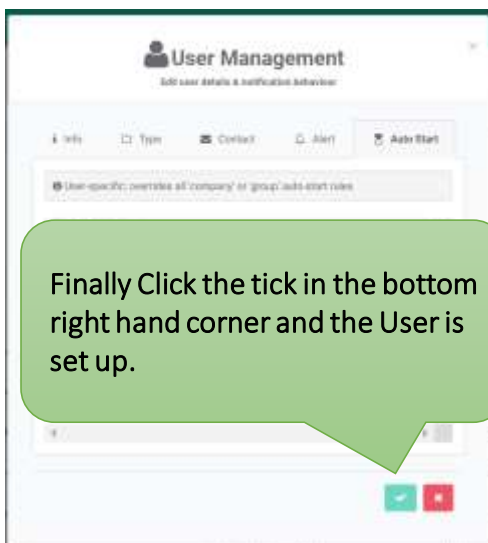 User Management
Edit user details & notification behaviour
Info Type Contact Alert Auto Start
User-specific: overrides all 'company' or 'group' auto-start rules
Finally Click the tick in the bottom
right hand corner and the User is
set up.